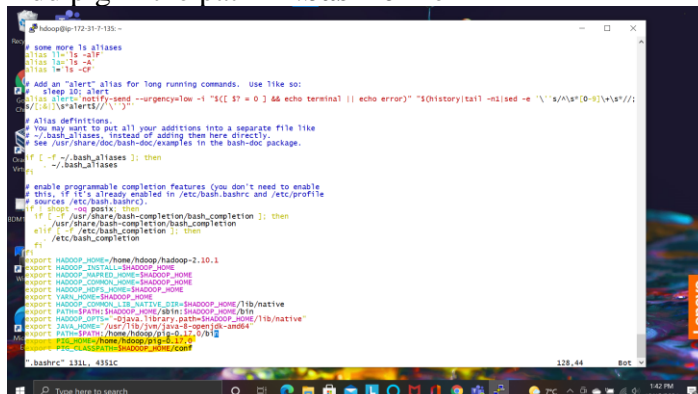 hdoop@ip-172-31-7-135: ~
# some more ls aliases
alias ll='ls -alF'
alias la='ls -A'
alias l='ls -CF'
# Add an "alert" alias for long running commands.  Use like so:
#   sleep 10; alert
alias alert='notify-send --urgency=low -i "$([ $? = 0 ] && echo terminal || echo error)" "$(history|tail -n1|sed -e '\''s/^\s*[0-9]\+\s*//;
s/[;&|]\s*alert$//'\'')"'
# Alias definitions.
# You may want to put all your additions into a separate file like
# ~/.bash_aliases, instead of adding them here directly.
# See /usr/share/doc/bash-doc/examples in the bash-doc package.
if [ -f ~/.bash_aliases ]; then
. ~/.bash_aliases
fi
# enable programmable completion features (you don't need to enable
# this, if it's already enabled in /etc/bash.bashrc and /etc/profile
# sources /etc/bash.bashrc).
if ! shopt -oq posix; then
if [ -f /usr/share/bash-completion/bash_completion ]; then
. /usr/share/bash-completion/bash_completion
elif [ -f /etc/bash_completion ]; then
. /etc/bash_completion
fi
fi
export HADOOP_HOME=/home/hdoop/hadoop-2.10.1
export HADOOP_INSTALL=$HADOOP_HOME
export HADOOP_MAPRED_HOME=$HADOOP_HOME
export HADOOP_COMMON_HOME=$HADOOP_HOME
export HADOOP_HDFS_HOME=$HADOOP_HOME
export YARN_HOME=$HADOOP_HOME
export HADOOP_COMMON_LIB_NATIVE_DIR=$HADOOP_HOME/lib/native
export PATH=$PATH:$HADOOP_HOME/sbin:$HADOOP_HOME/bin
export HADOOP_OPTS="-Djava.library.path=$HADOOP_HOME/lib/native"
export JAVA_HOME="/usr/lib/jvm/java-8-openjdk-amd64"
export PATH=$PATH:/home/hdoop/pig-0.17.0/bin
export PIG_HOME=/home/hdoop/pig-0.17.0
export PIG_CLASSPATH=$HADOOP_HOME/conf
".bashrc" 131L, 4351C
128,44
Bot
Type here to search
1:42 PM